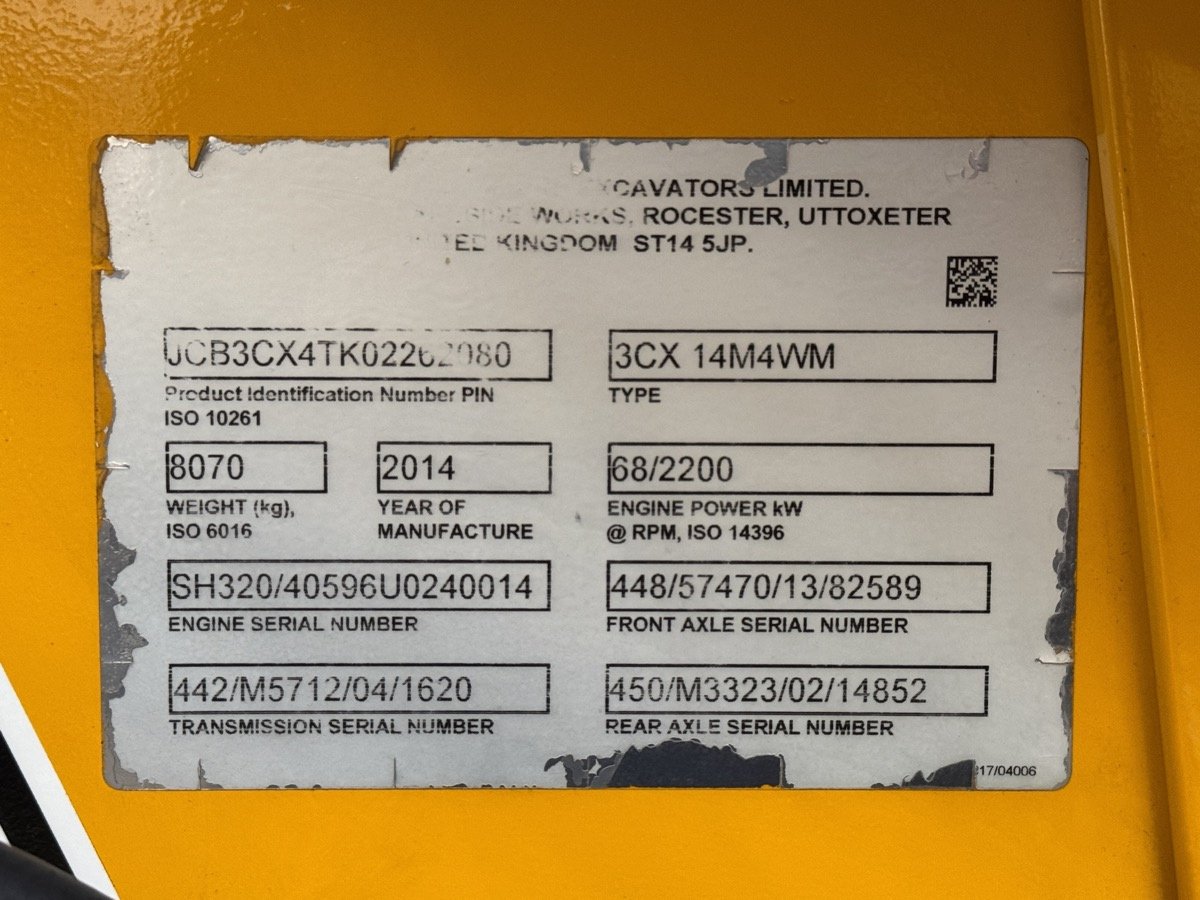 LIMITED.
WORKS, ROCESTER, UTTOXETER
KINGDOM ST14 5JP.
3CX 14M4WM
Product Identification Number PIN
TYPE
ISO 10261
8070
2014
68/2200
WEIGHT (kg),
ISO 6016
YEAR OF
MANUFACTURE
ENGINE POWER kW
@ RPM, ISO 14396
SH320/40596U0240014
448/57470/13/82589
ENGINE SERIAL NUMBER
FRONT AXLE SERIAL NUMBER
442/M5712/04/1620
450/M3323/02/14852
TRANSMISSION SERIAL NUMBER
REAR AXLE SERIAL NUMBER